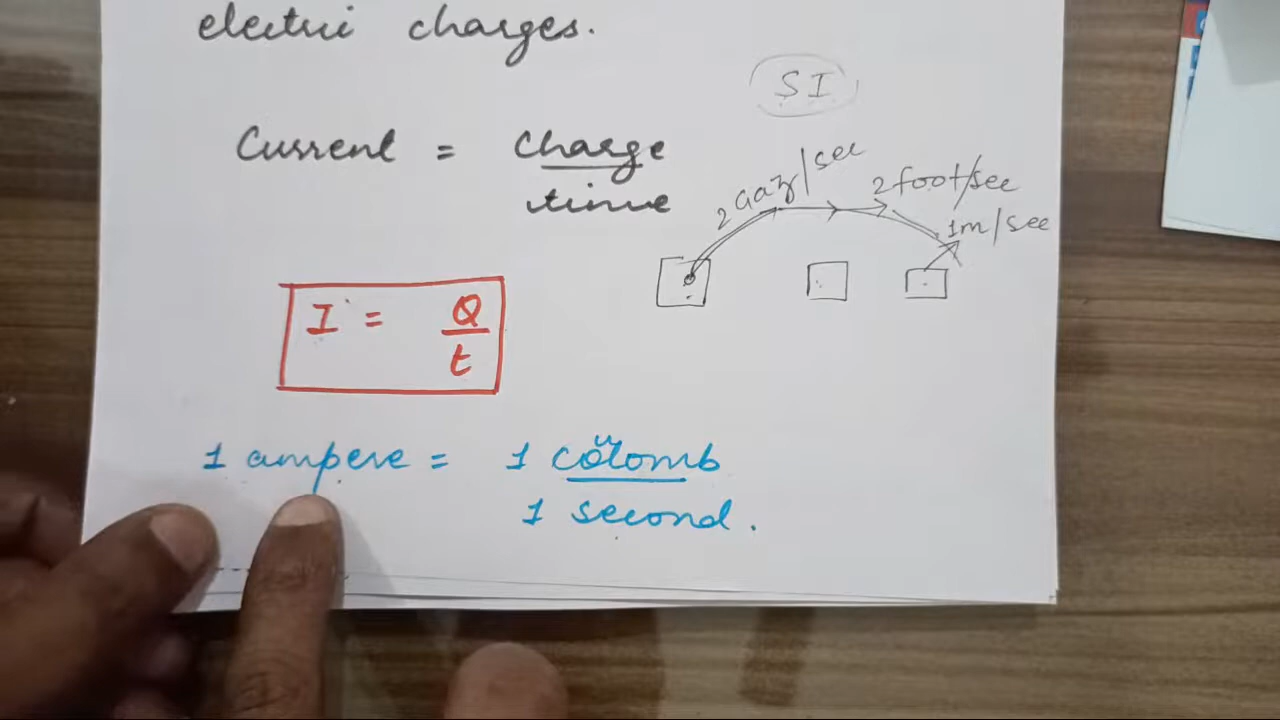 electric charges.
SI
Current = charge
time
2 gaz/sec
2 foot/sec
1m/sec
I = Q
t
1 ampere = 1 coulomb
1 second.